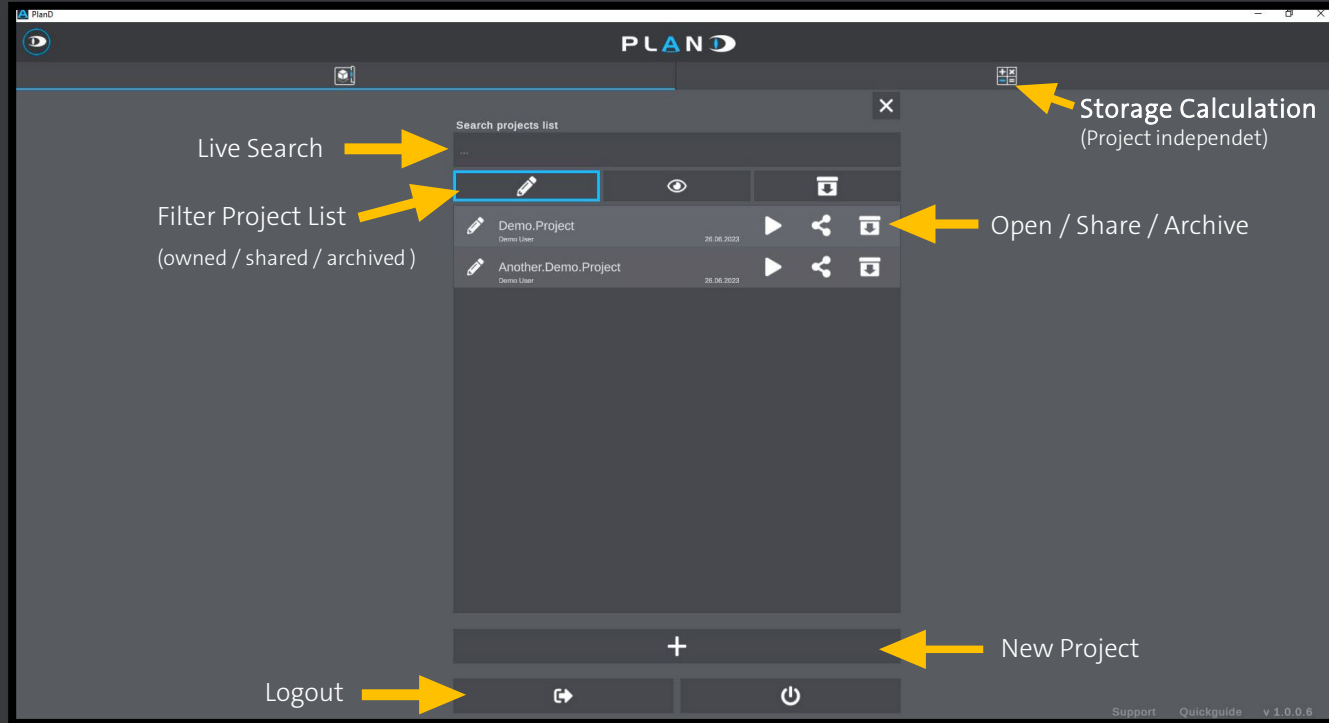 PlanD
PLAND
Storage Calculation
(Project independet)
Search projects list
Live Search
...
Filter Project List
(owned / shared / archived )
Demo.Project
Demo User
26.06.2023
Open / Share / Archive
Another.Demo.Project
Demo User
26.06.2023
New Project
Logout
Support Quickguide v 1.0.0.6